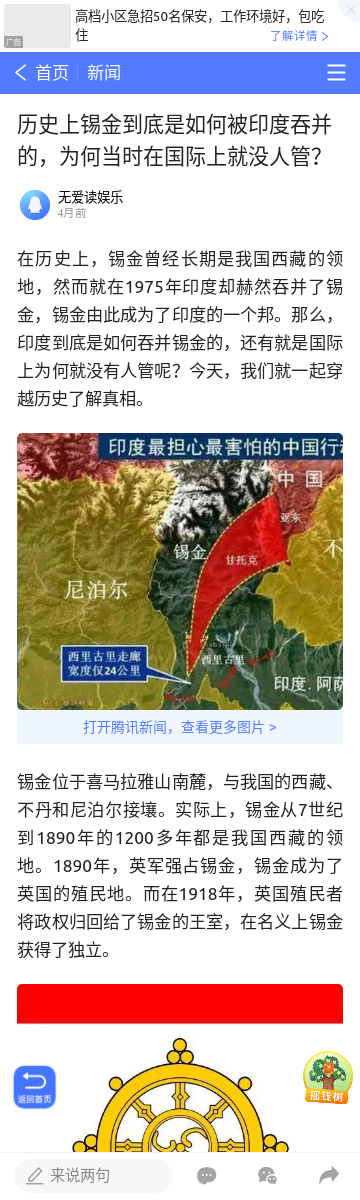 高档小区急招50名保安，工作环境好，包吃
住
了解详情 >
广告
首页
新闻
历史上锡金到底是如何被印度吞并
的，为何当时在国际上就没人管？
无爱读娱乐
4月前
在历史上，锡金曾经长期是我国西藏的领
地，然而就在1975年印度却赫然吞并了锡
金，锡金由此成为了印度的一个邦。那么，
印度到底是如何吞并锡金的，还有就是国际
上为何就没有人管呢？今天，我们就一起穿
越历史了解真相。
印度最担心最害怕的中国行动
中 国
亚东
锡金
甘托克
不
尼泊尔
西里古里走廊
宽度仅24公里
西里古里
印度.阿萨
打开腾讯新闻，查看更多图片 >
锡金位于喜马拉雅山南麓，与我国的西藏、
不丹和尼泊尔接壤。实际上，锡金从7世纪
到1890年的1200多年都是我国西藏的领
地。1890年，英军强占锡金，锡金成为了
英国的殖民地。而在1918年，英国殖民者
将政权归回给了锡金的王室，在名义上锡金
获得了独立。
返回首页
摇钱树
来说两句